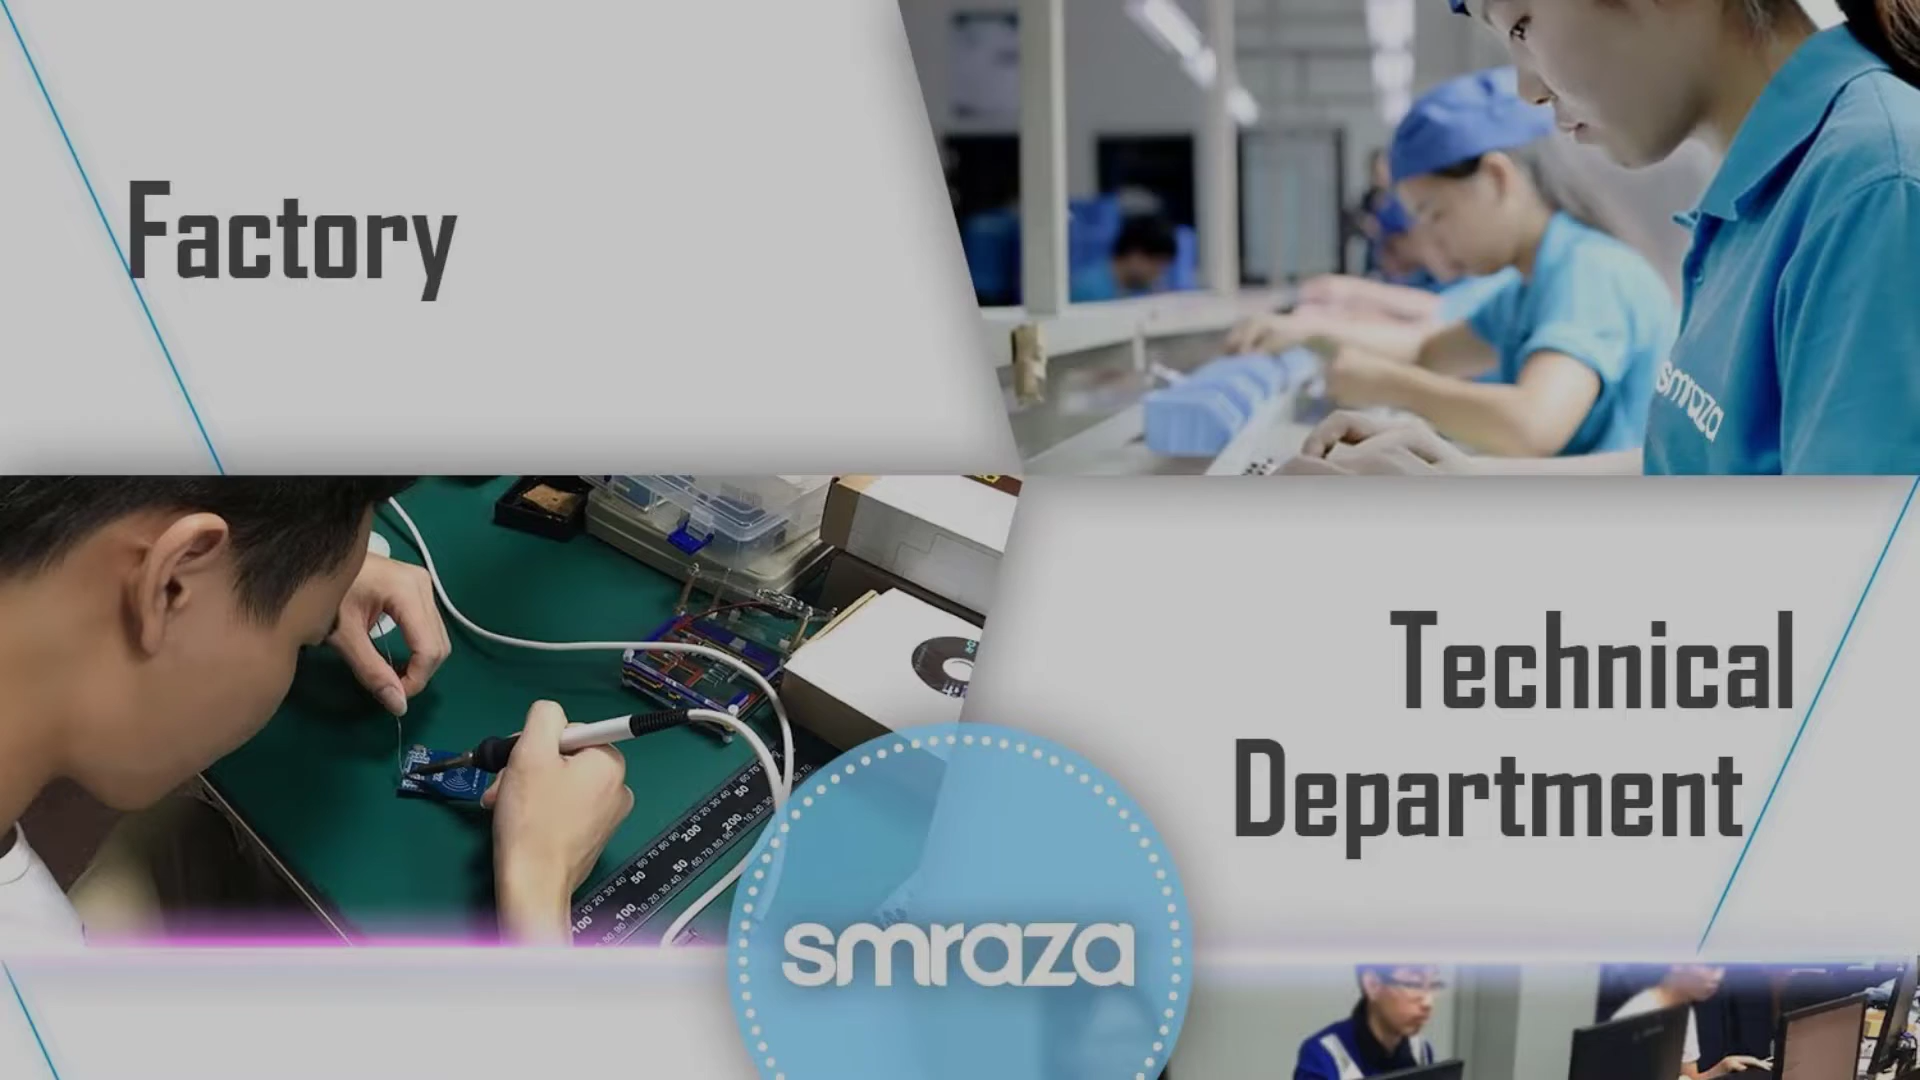 Factory
smraza
Technical
Department
smraza